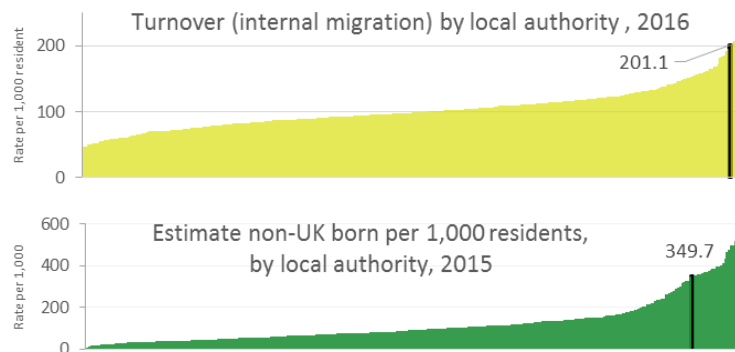 Turnover (internal migration) by local authority , 2016
Rate per 1,000 resident
200
201.1
100
0
Estimate non-UK born per 1,000 residents,
by local authority, 2015
Rate per 1,000
600
349.7
400
200
0